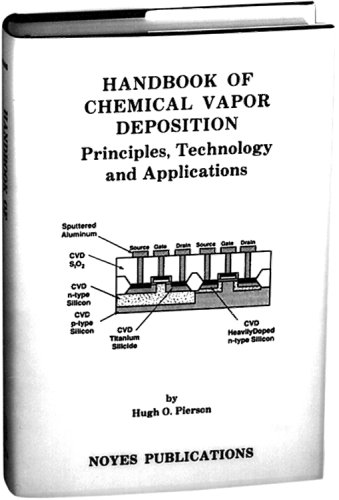 HANDBOOK OF
CHEMICAL VAPOR
DEPOSITION
Principles, Technology
and Applications
Sputtered
Aluminum
Source Gate Drain Source Gate Drain
CVD
SiO2
CVD
n-type
Silicon
CVD
p-type
Silicon
CVD
Titanium
Silicide
CVD
HeavilyDoped
n-type Silicon
by
Hugh O. Pierson
NOYES PUBLICATIONS
HANDBOOK OF